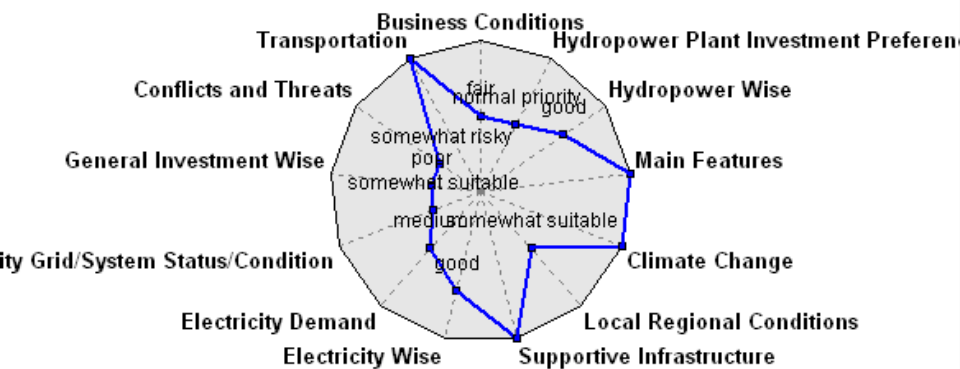 Business Conditions
Transportation
Hydropower Plant Investment Preferenc
Conflicts and Threats
fair
normal priority
good
Hydropower Wise
somewhat risky
General Investment Wise
poor
Main Features
somewhat suitable
medium
somewhat suitable
ity Grid/System Status/Condition
good
Climate Change
Electricity Demand
Local Regional Conditions
Electricity Wise
Supportive Infrastructure